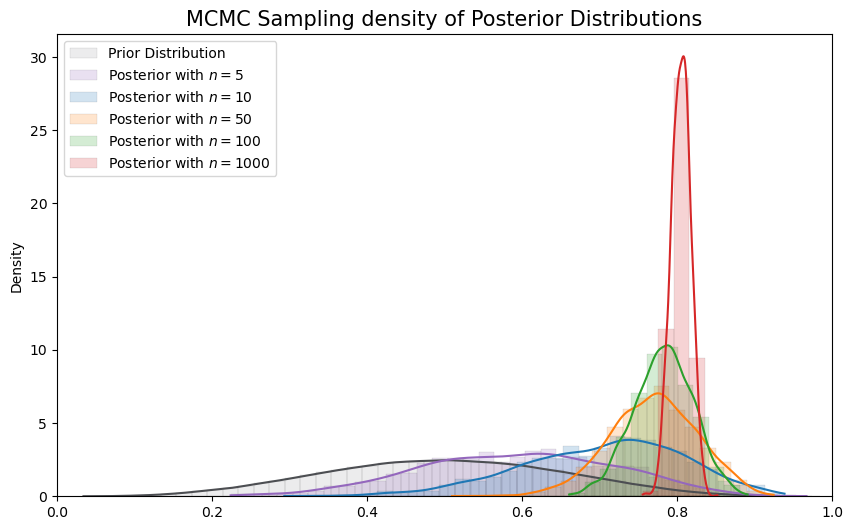 MCMC Sampling density of Posterior Distributions
Prior Distribution
Posterior with n = 5
Posterior with n = 10
Posterior with n = 50
Posterior with n = 100
Posterior with n = 1000
Density
30
25
20
15
10
5
0
0.0 0.2 0.4 0.6 0.8 1.0